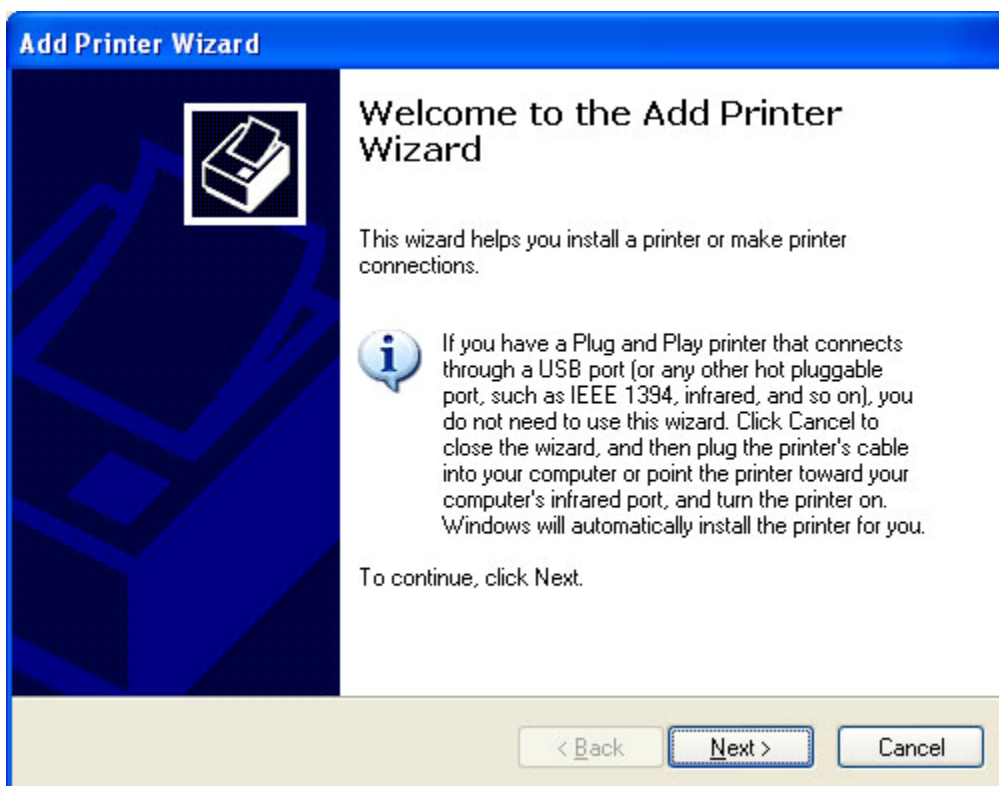 Add Printer Wizard
Welcome to the Add Printer
Wizard
This wizard helps you install a printer or make printer
connections.
If you have a Plug and Play printer that connects
through a USB port (or any other hot pluggable
port, such as IEEE 1394, infrared, and so on), you
do not need to use this wizard. Click Cancel to
close the wizard, and then plug the printer's cable
into your computer or point the printer toward your
computer's infrared port, and turn the printer on.
Windows will automatically install the printer for you.
To continue, click Next.
< Back
Next >
Cancel